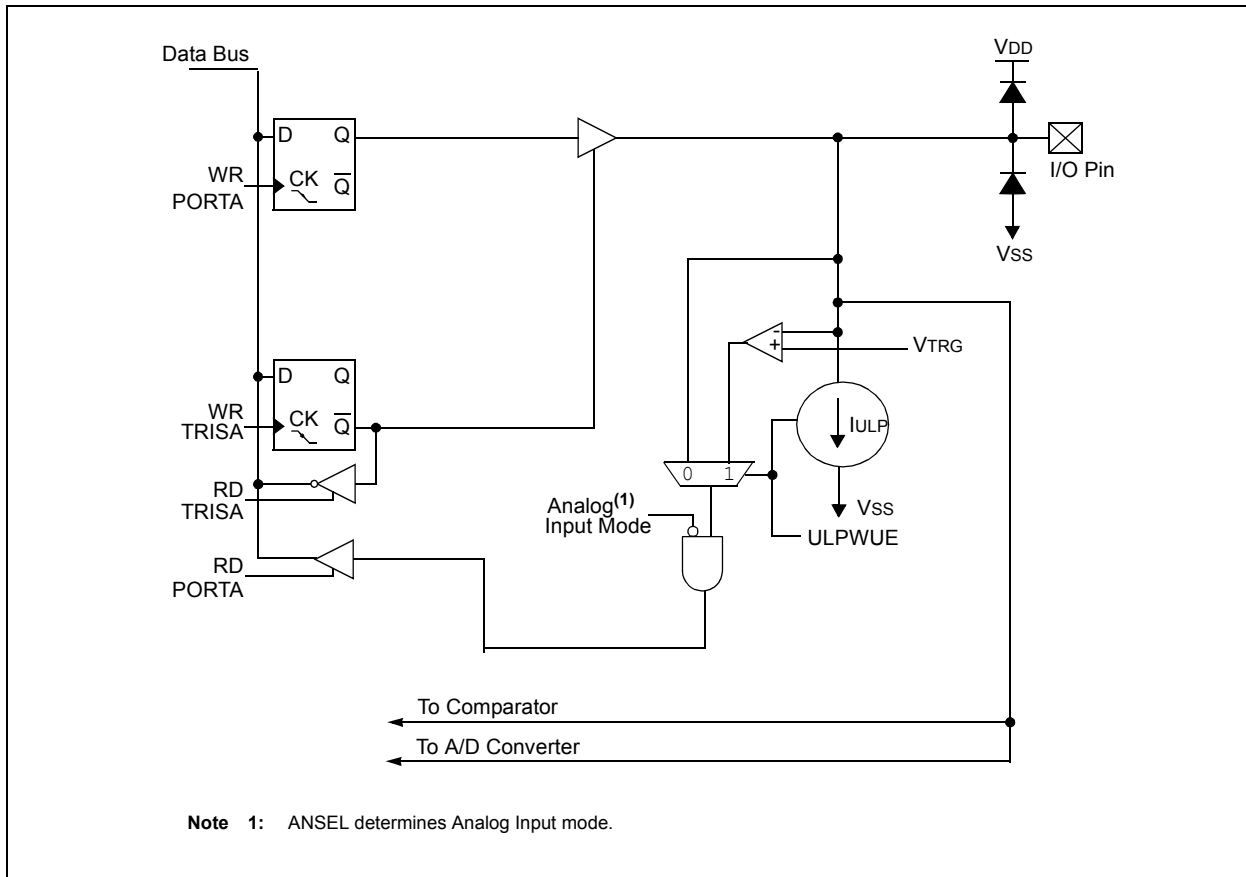 Data Bus
VDD
D Q
WR
PORTA
CK Q
I/O Pin
VSS
- 
+
VTRG
D Q
WR
TRISA
CK Q
IULP
0 1
RD
TRISA
Analog(1)
Input Mode
VSS
ULPWUE
RD
PORTA
To Comparator
To A/D Converter
Note 1: ANSEL determines Analog Input mode.